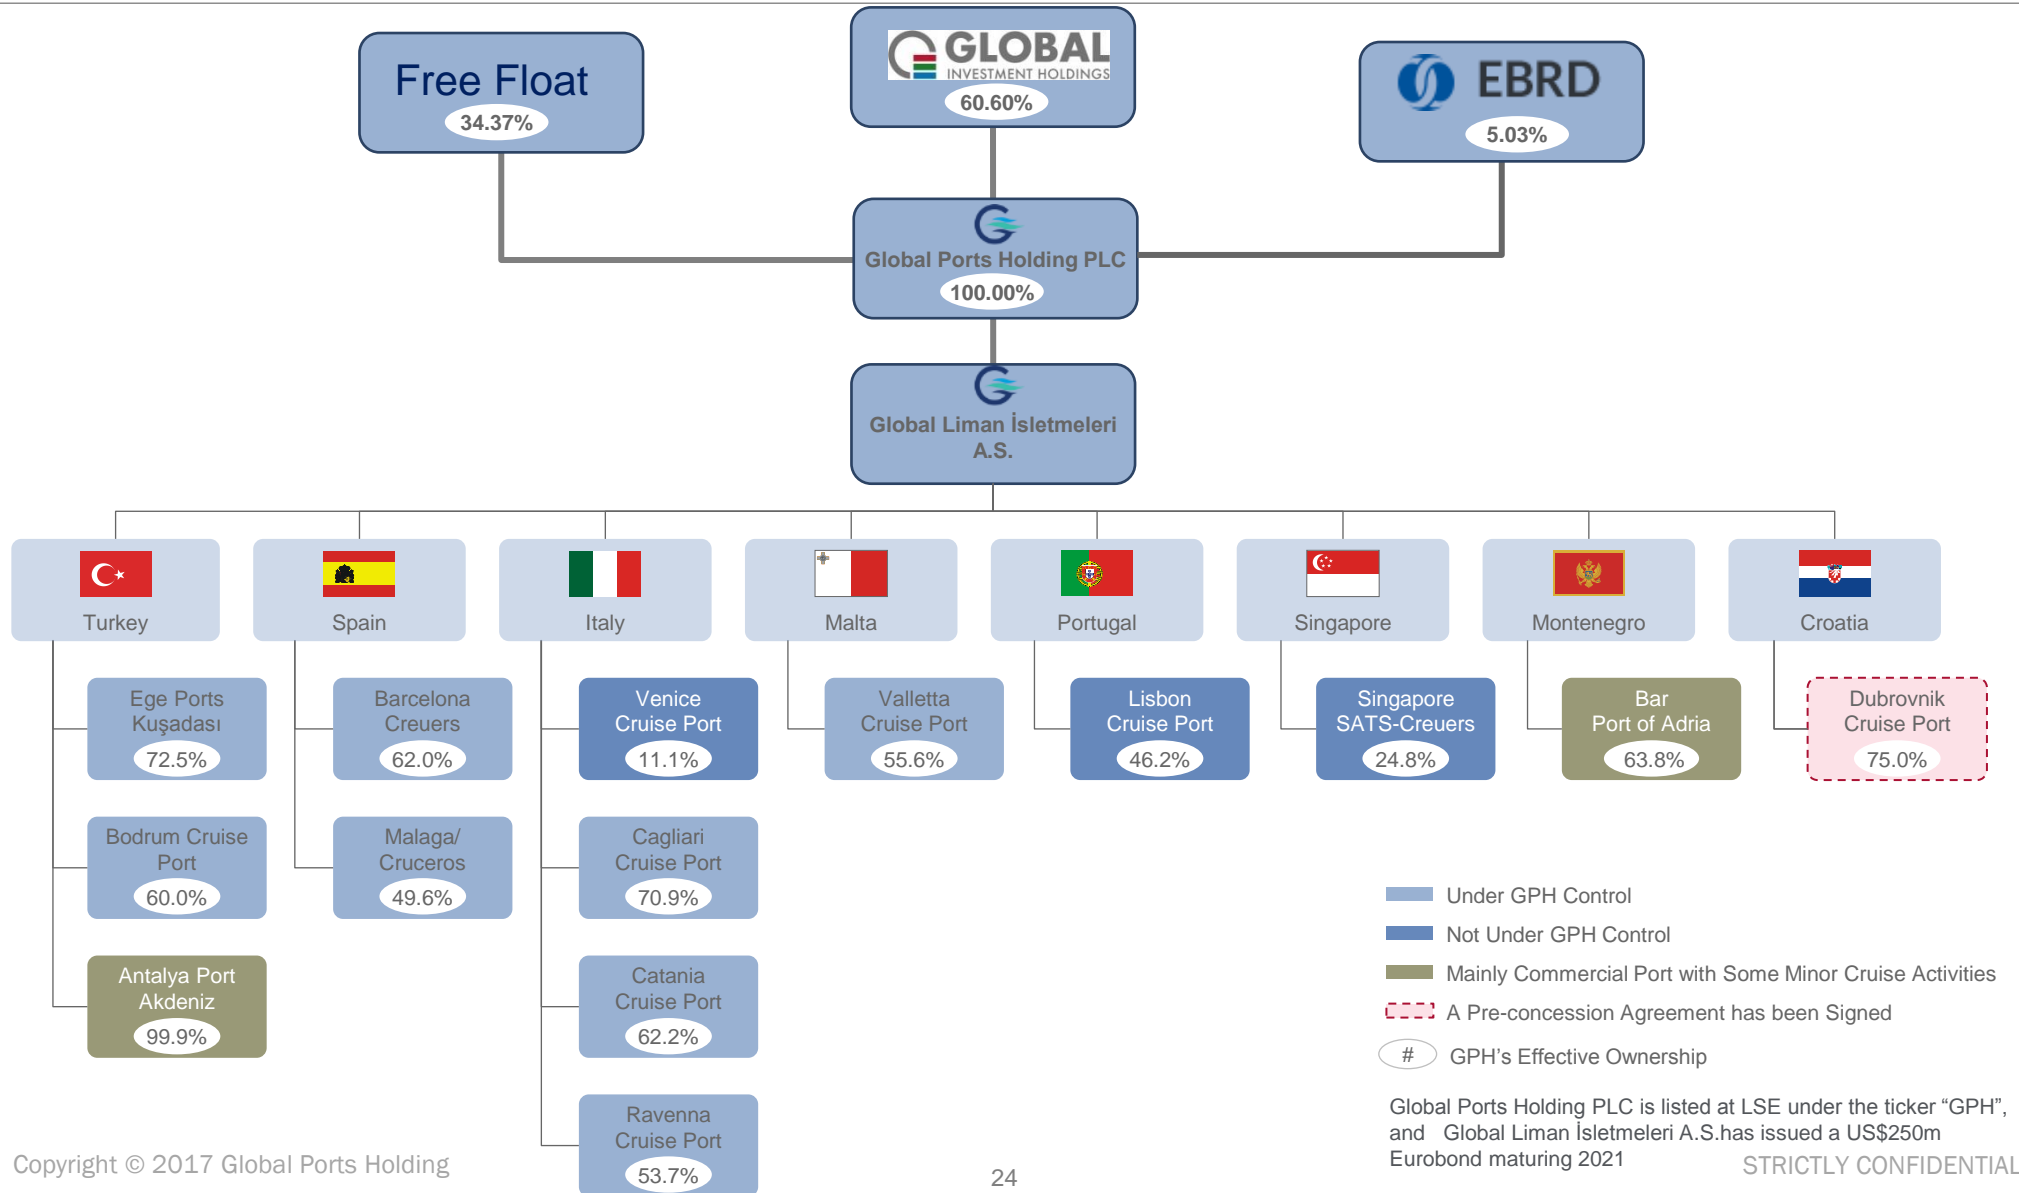 Free Float
34.37%
GLOBAL
INVESTMENT HOLDINGS
60.60%
EBRD
5.03%
Global Ports Holding PLC
100.00%
Global Liman İsletmeleri
A.S.
Turkey
Spain
Italy
Malta
Portugal
Singapore
Montenegro
Croatia
Ege Ports
Kuşadası
72.5%
Barcelona
Creuers
62.0%
Venice
Cruise Port
11.1%
Valletta
Cruise Port
55.6%
Lisbon
Cruise Port
46.2%
Singapore
SATS-Creuers
24.8%
Bar
Port of Adria
63.8%
Dubrovnik
Cruise Port
75.0%
Bodrum Cruise
Port
60.0%
Malaga/
Cruceros
49.6%
Cagliari
Cruise Port
70.9%
Antalya Port
Akdeniz
99.9%
Catania
Cruise Port
62.2%
Ravenna
Cruise Port
53.7%
Under GPH Control
Not Under GPH Control
Mainly Commercial Port with Some Minor Cruise Activities
A Pre-concession Agreement has been Signed
# GPH's Effective Ownership
Global Ports Holding PLC is listed at LSE under the ticker “GPH”,
and Global Liman İsletmeleri A.S.has issued a US$250m
Eurobond maturing 2021
Copyright © 2017 Global Ports Holding
24
STRICTLY CONFIDENTIAL